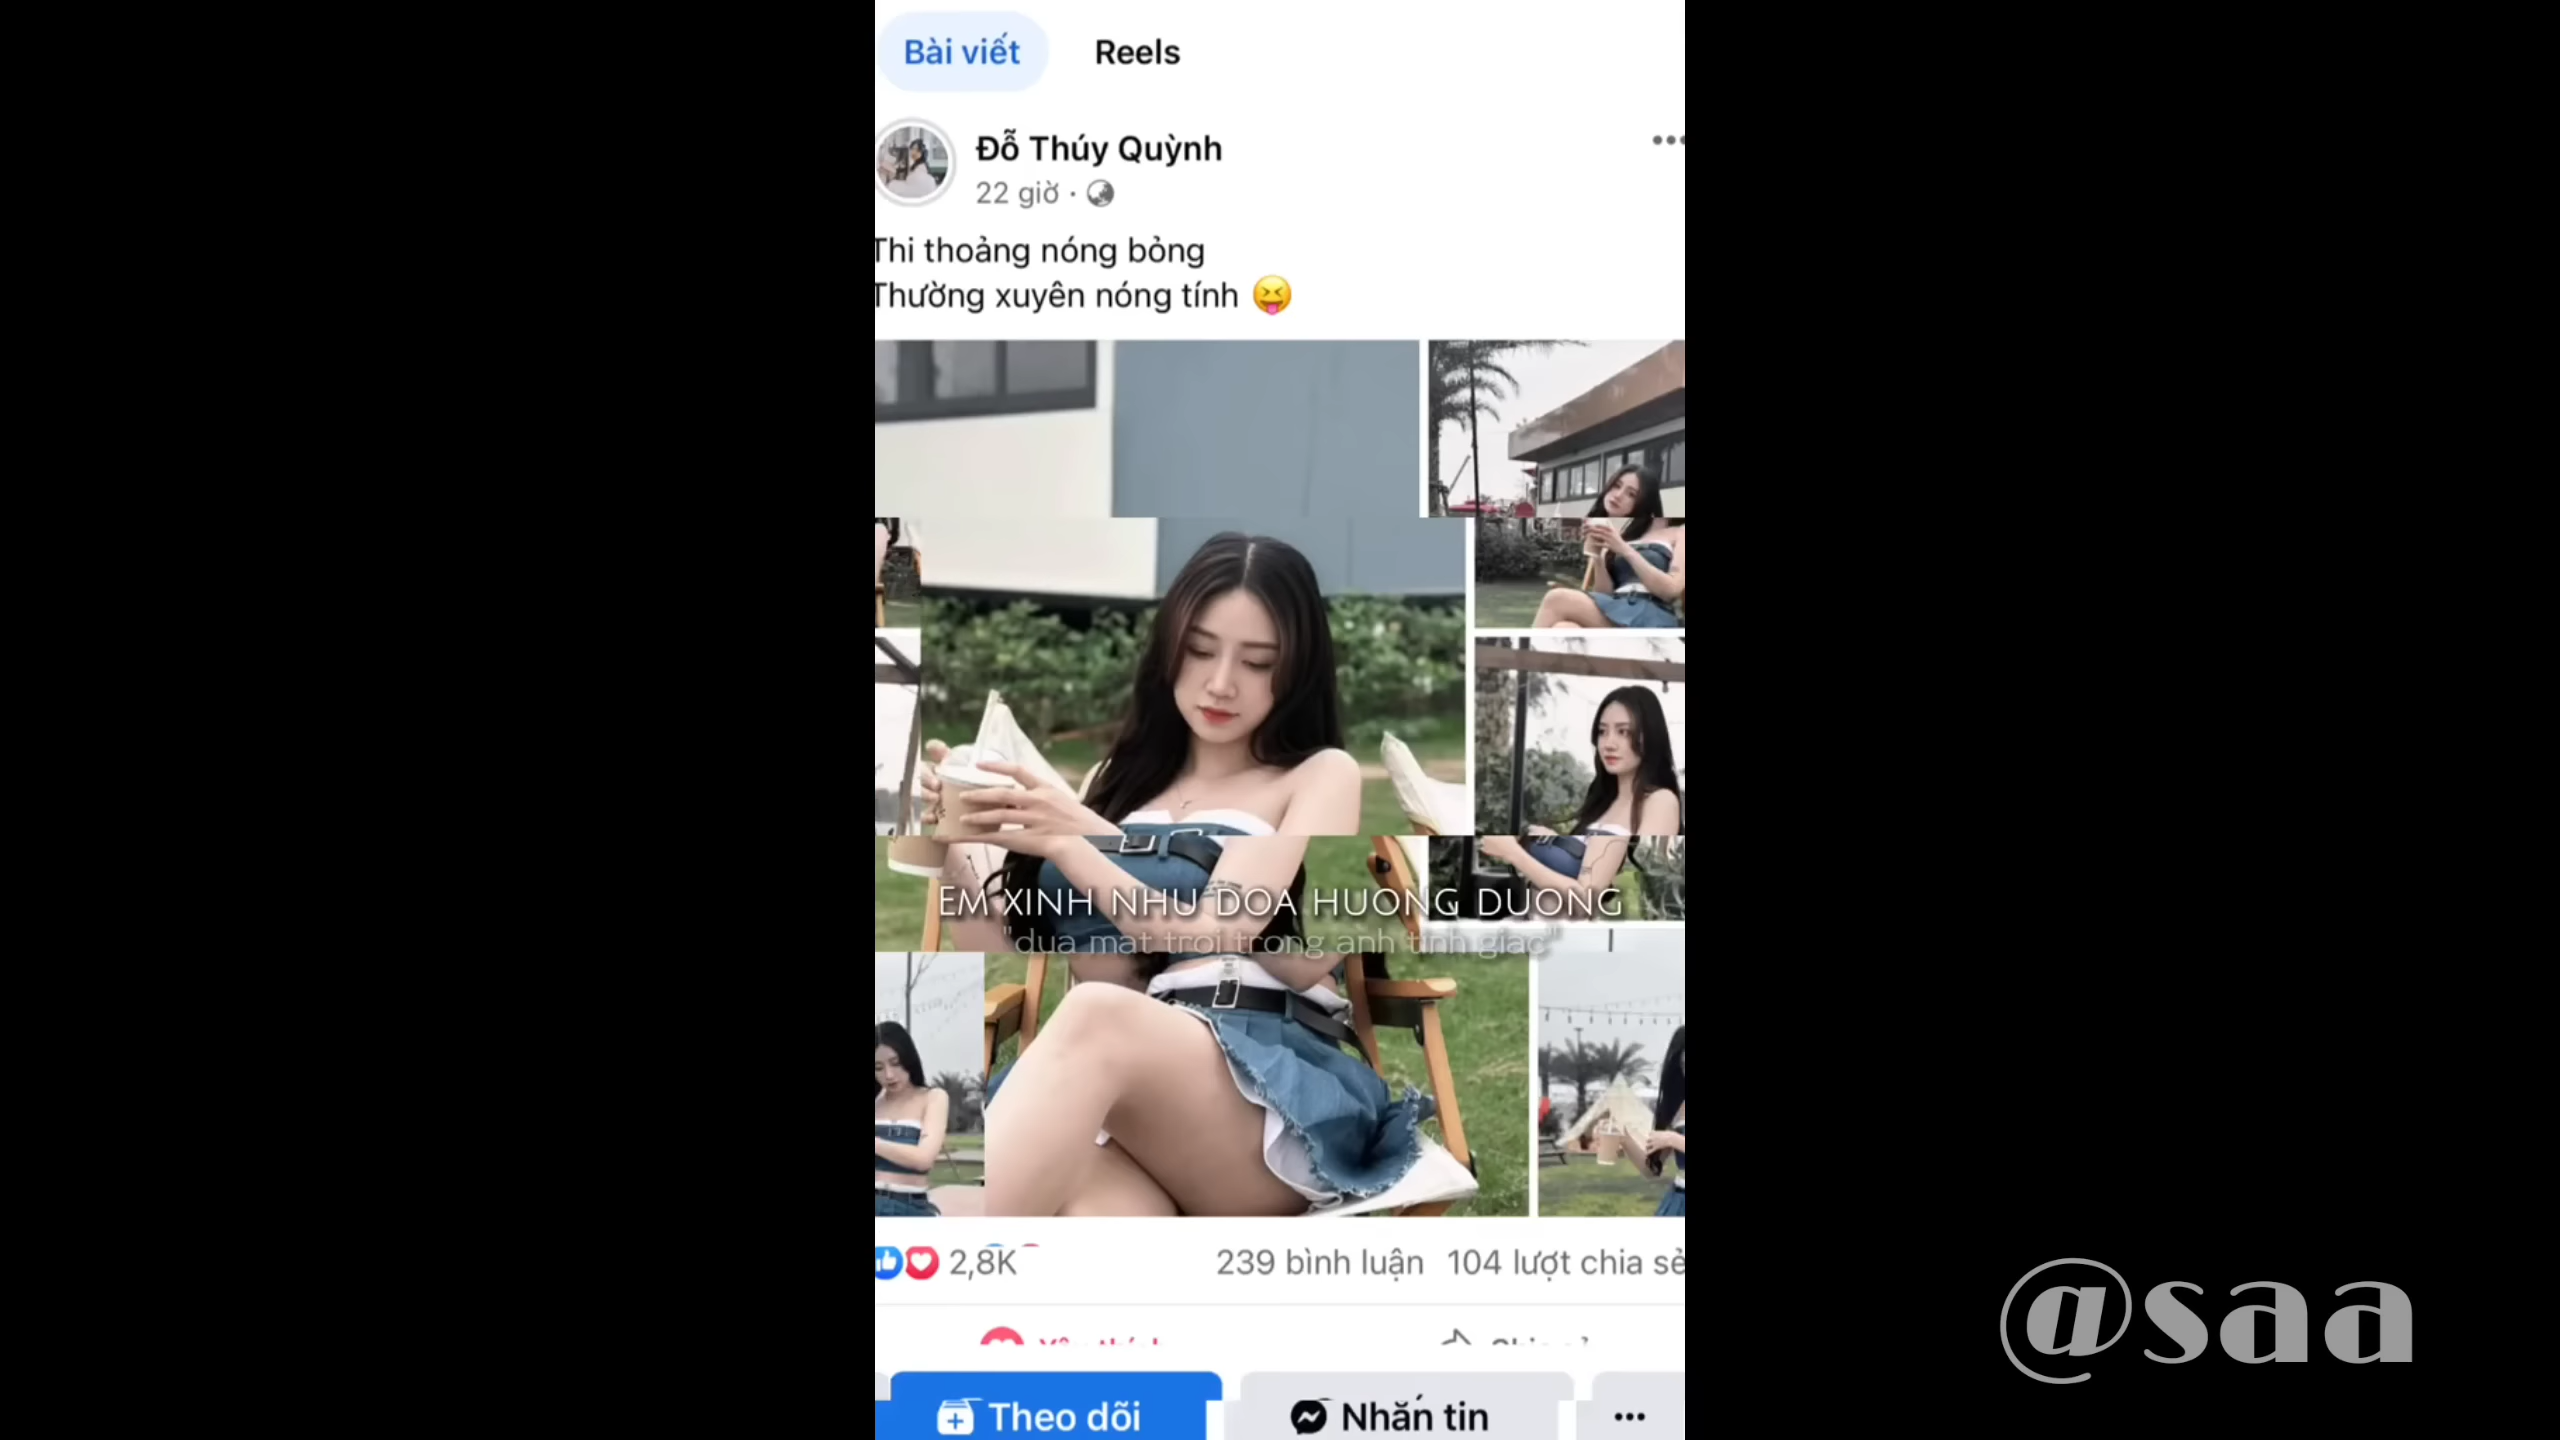 Bài viết
Reels
Đỗ Thúy Quỳnh
22 giờ ·
Thi thoảng nóng bỏng
Thường xuyên nóng tính 😝
EM XINH NHU DOA HUONG DUONG
"dua mat troi trong anh tinh giac"
2,8K
239 bình luận 104 lượt chia sẻ
Theo dõi
Nhắn tin
@saa